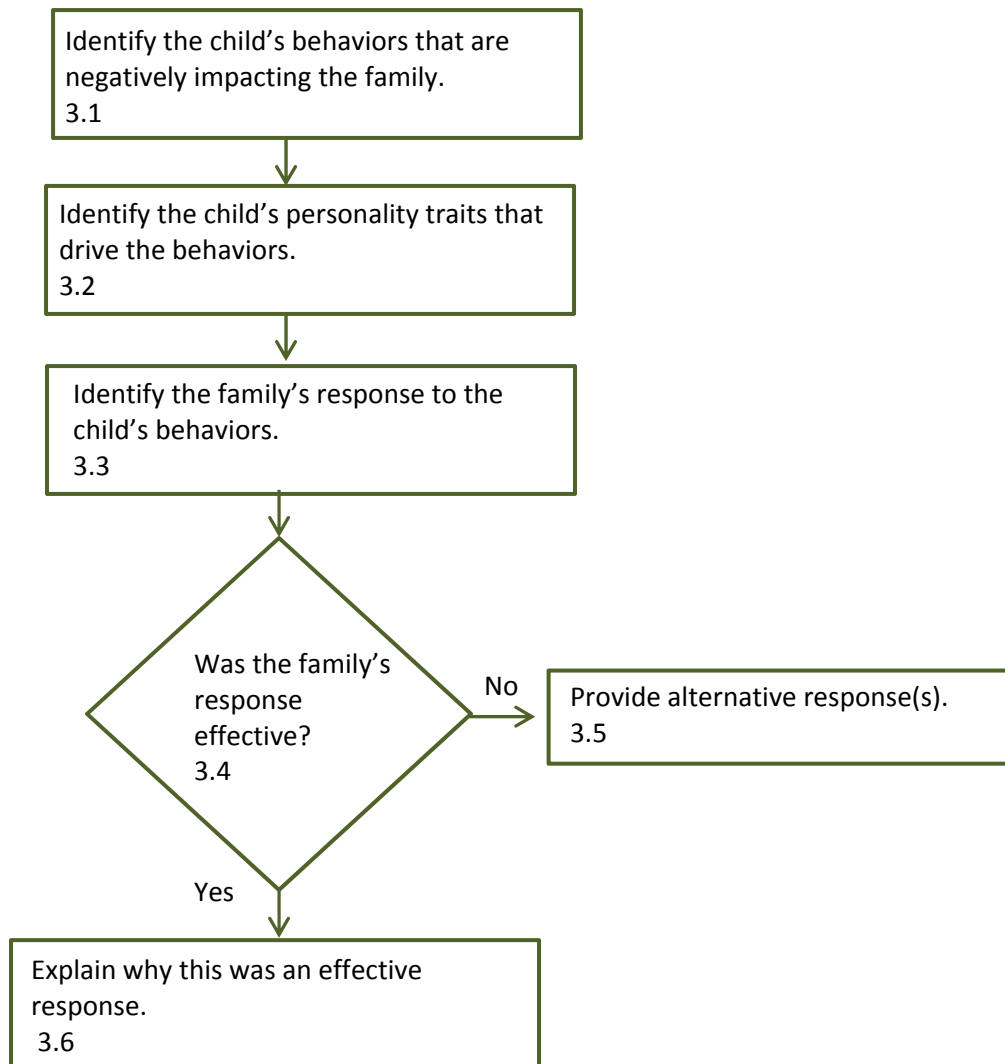 Identify the child’s behaviors that are
negatively impacting the family.
3.1
Identify the child’s personality traits that
drive the behaviors.
3.2
Identify the family’s response to the
child’s behaviors.
3.3
Was the family’s
response
effective?
3.4
No
Provide alternative response(s).
3.5
Yes
Explain why this was an effective
response.
3.6